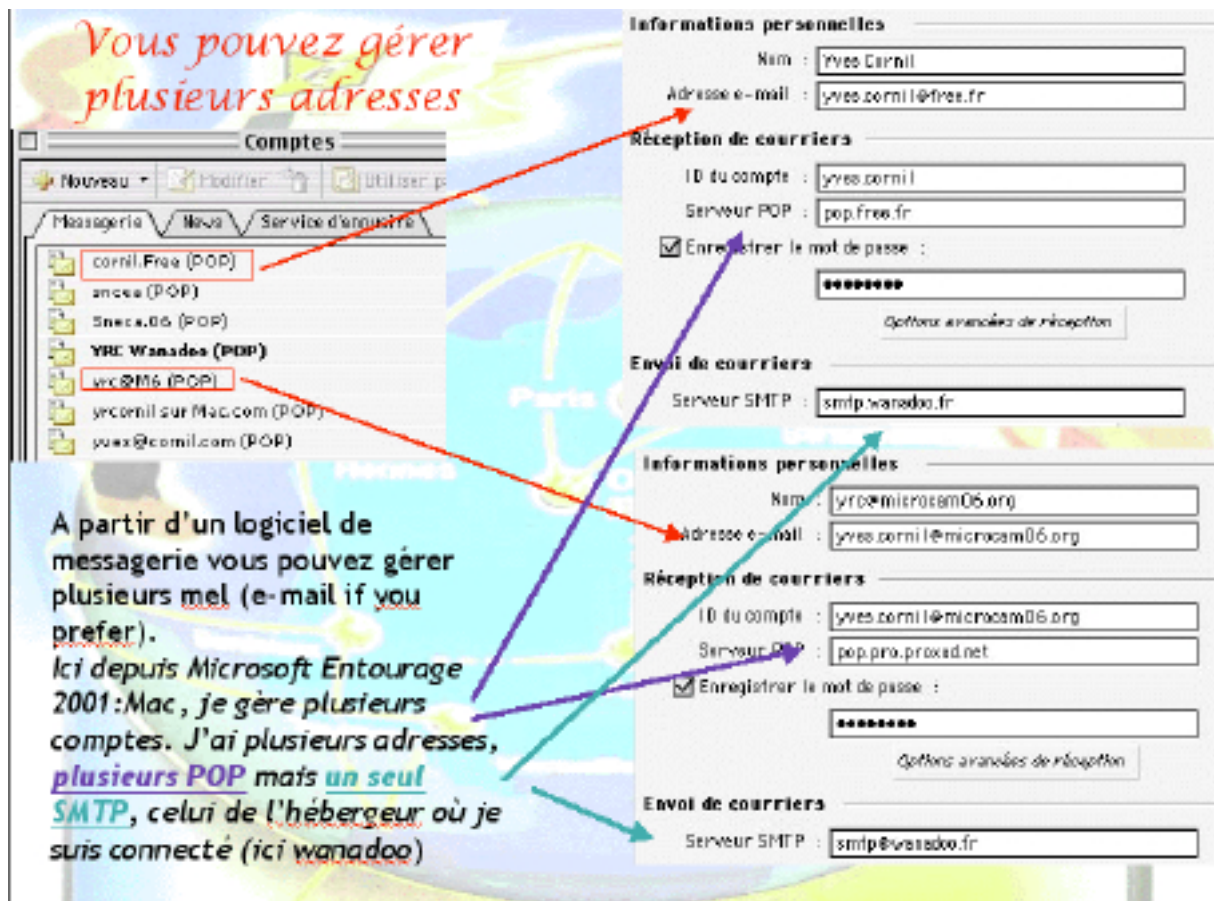 Vous pouvez gérer
plusieurs adresses
Comptes
Nouveau
Modifier
Utiliser
Messagerie
News
Service d'annuaire
cornil.Free (POP)
(POP)
Sneca.06 (POP)
YRC Wanadoo (POP)
yrc@M6 (POP)
yrcornil sur Mac.com (POP)
yves@cornil.com (POP)
A partir d'un logiciel de
messagerie vous pouvez gérer
plusieurs mel (e-mail if you
prefer).
Ici depuis Microsoft Entourage
2001:Mac, je gère plusieurs
comptes. J'ai plusieurs adresses,
plusieurs POP mais un seul
SMTP, celui de l'hébergeur où je
suis connecté (ici wanadoo)
Informations personnelles
Nom : Yves Cornil
Adresse e-mail : yves.cornil@free.fr
Réception de courriers
ID du compte : yves.cornil
Serveur POP : pop.free.fr
Enregistrer le mot de passe :
••••••••
Options avancées de réception
Envoi de courriers
Serveur SMTP : smtp.wanadoo.fr
Informations personnelles
Nom : yrc@microcam06.org
Adresse e-mail : yves.cornil@microcam06.org
Réception de courriers
ID du compte : yves.cornil@microcam06.org
Serveur POP : pop.pro.proxad.net
Enregistrer le mot de passe :
••••••••
Options avancées de réception
Envoi de courriers
Serveur SMTP : smtp@wanadoo.fr
Paris
Rennes